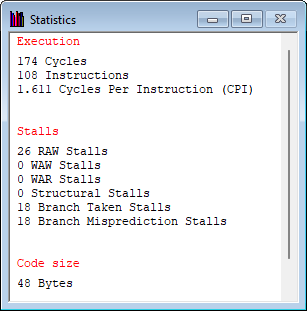 Statistics
Execution
174 Cycles
108 Instructions
1.611 Cycles Per Instruction (CPI)
Stalls
26 RAW Stalls
0 WAW Stalls
0 WAR Stalls
0 Structural Stalls
18 Branch Taken Stalls
18 Branch Misprediction Stalls
Code size
48 Bytes